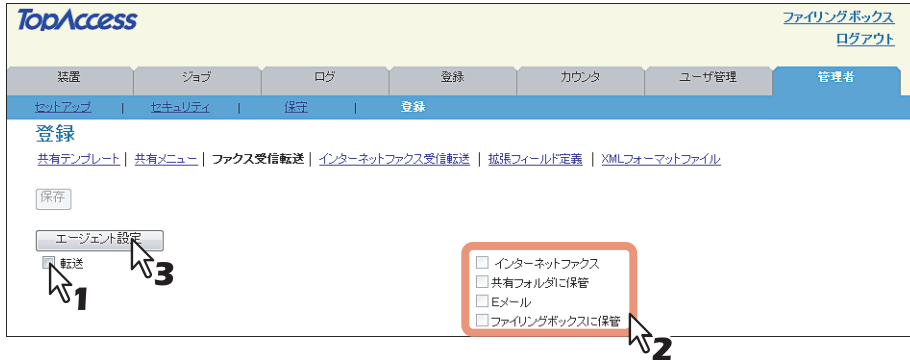 TopAccess
ファイリングボックス
ログアウト
装置 ジョブ ログ 登録 カウンタ ユーザ管理 管理者
セットアップ | セキュリティ | 保守 | 登録
登録
共有テンプレート | 共有メニュー | ファクス受信転送 | インターネットファクス受信転送 | 拡張フィールド定義 | XMLフォーマットファイル
保存
エージェント設定
3
転送
1
インターネットファクス
共有フォルダに保管
Eメール
ファイリングボックスに保管
2